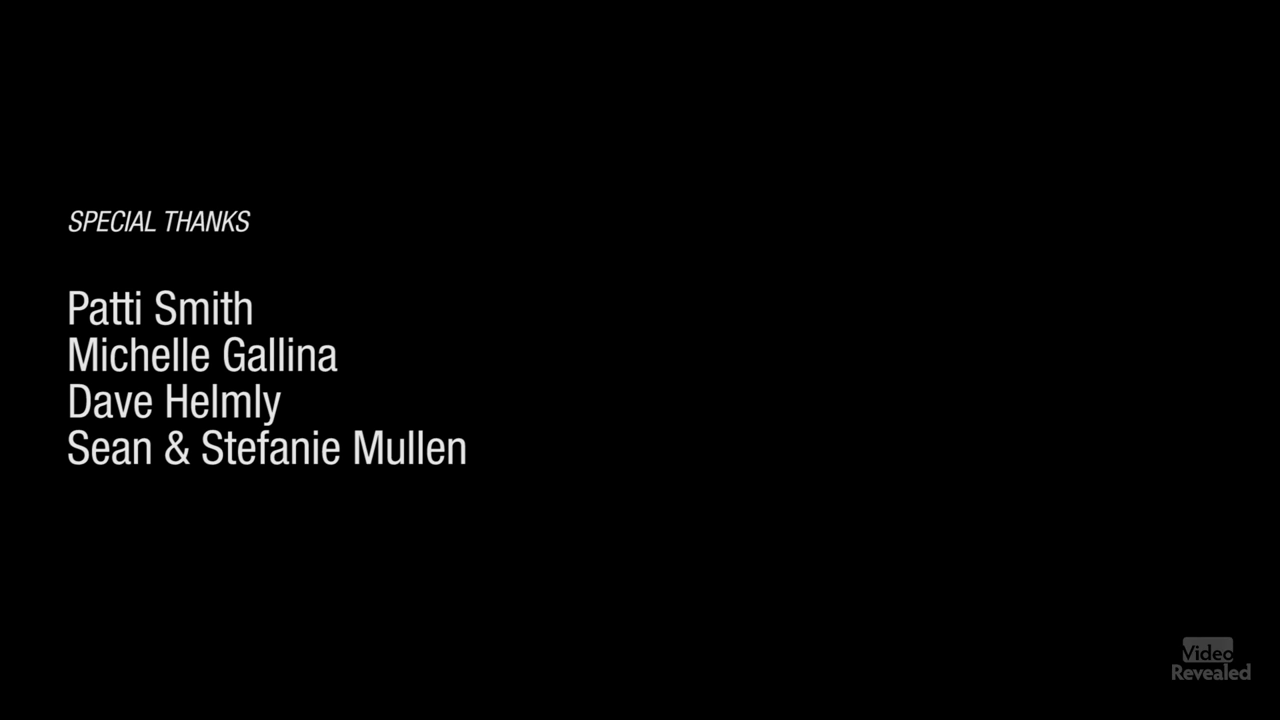 SPECIAL THANKS
Patti Smith
Michelle Gallina
Dave Helmly
Sean & Stefanie Mullen
Video
Revealed